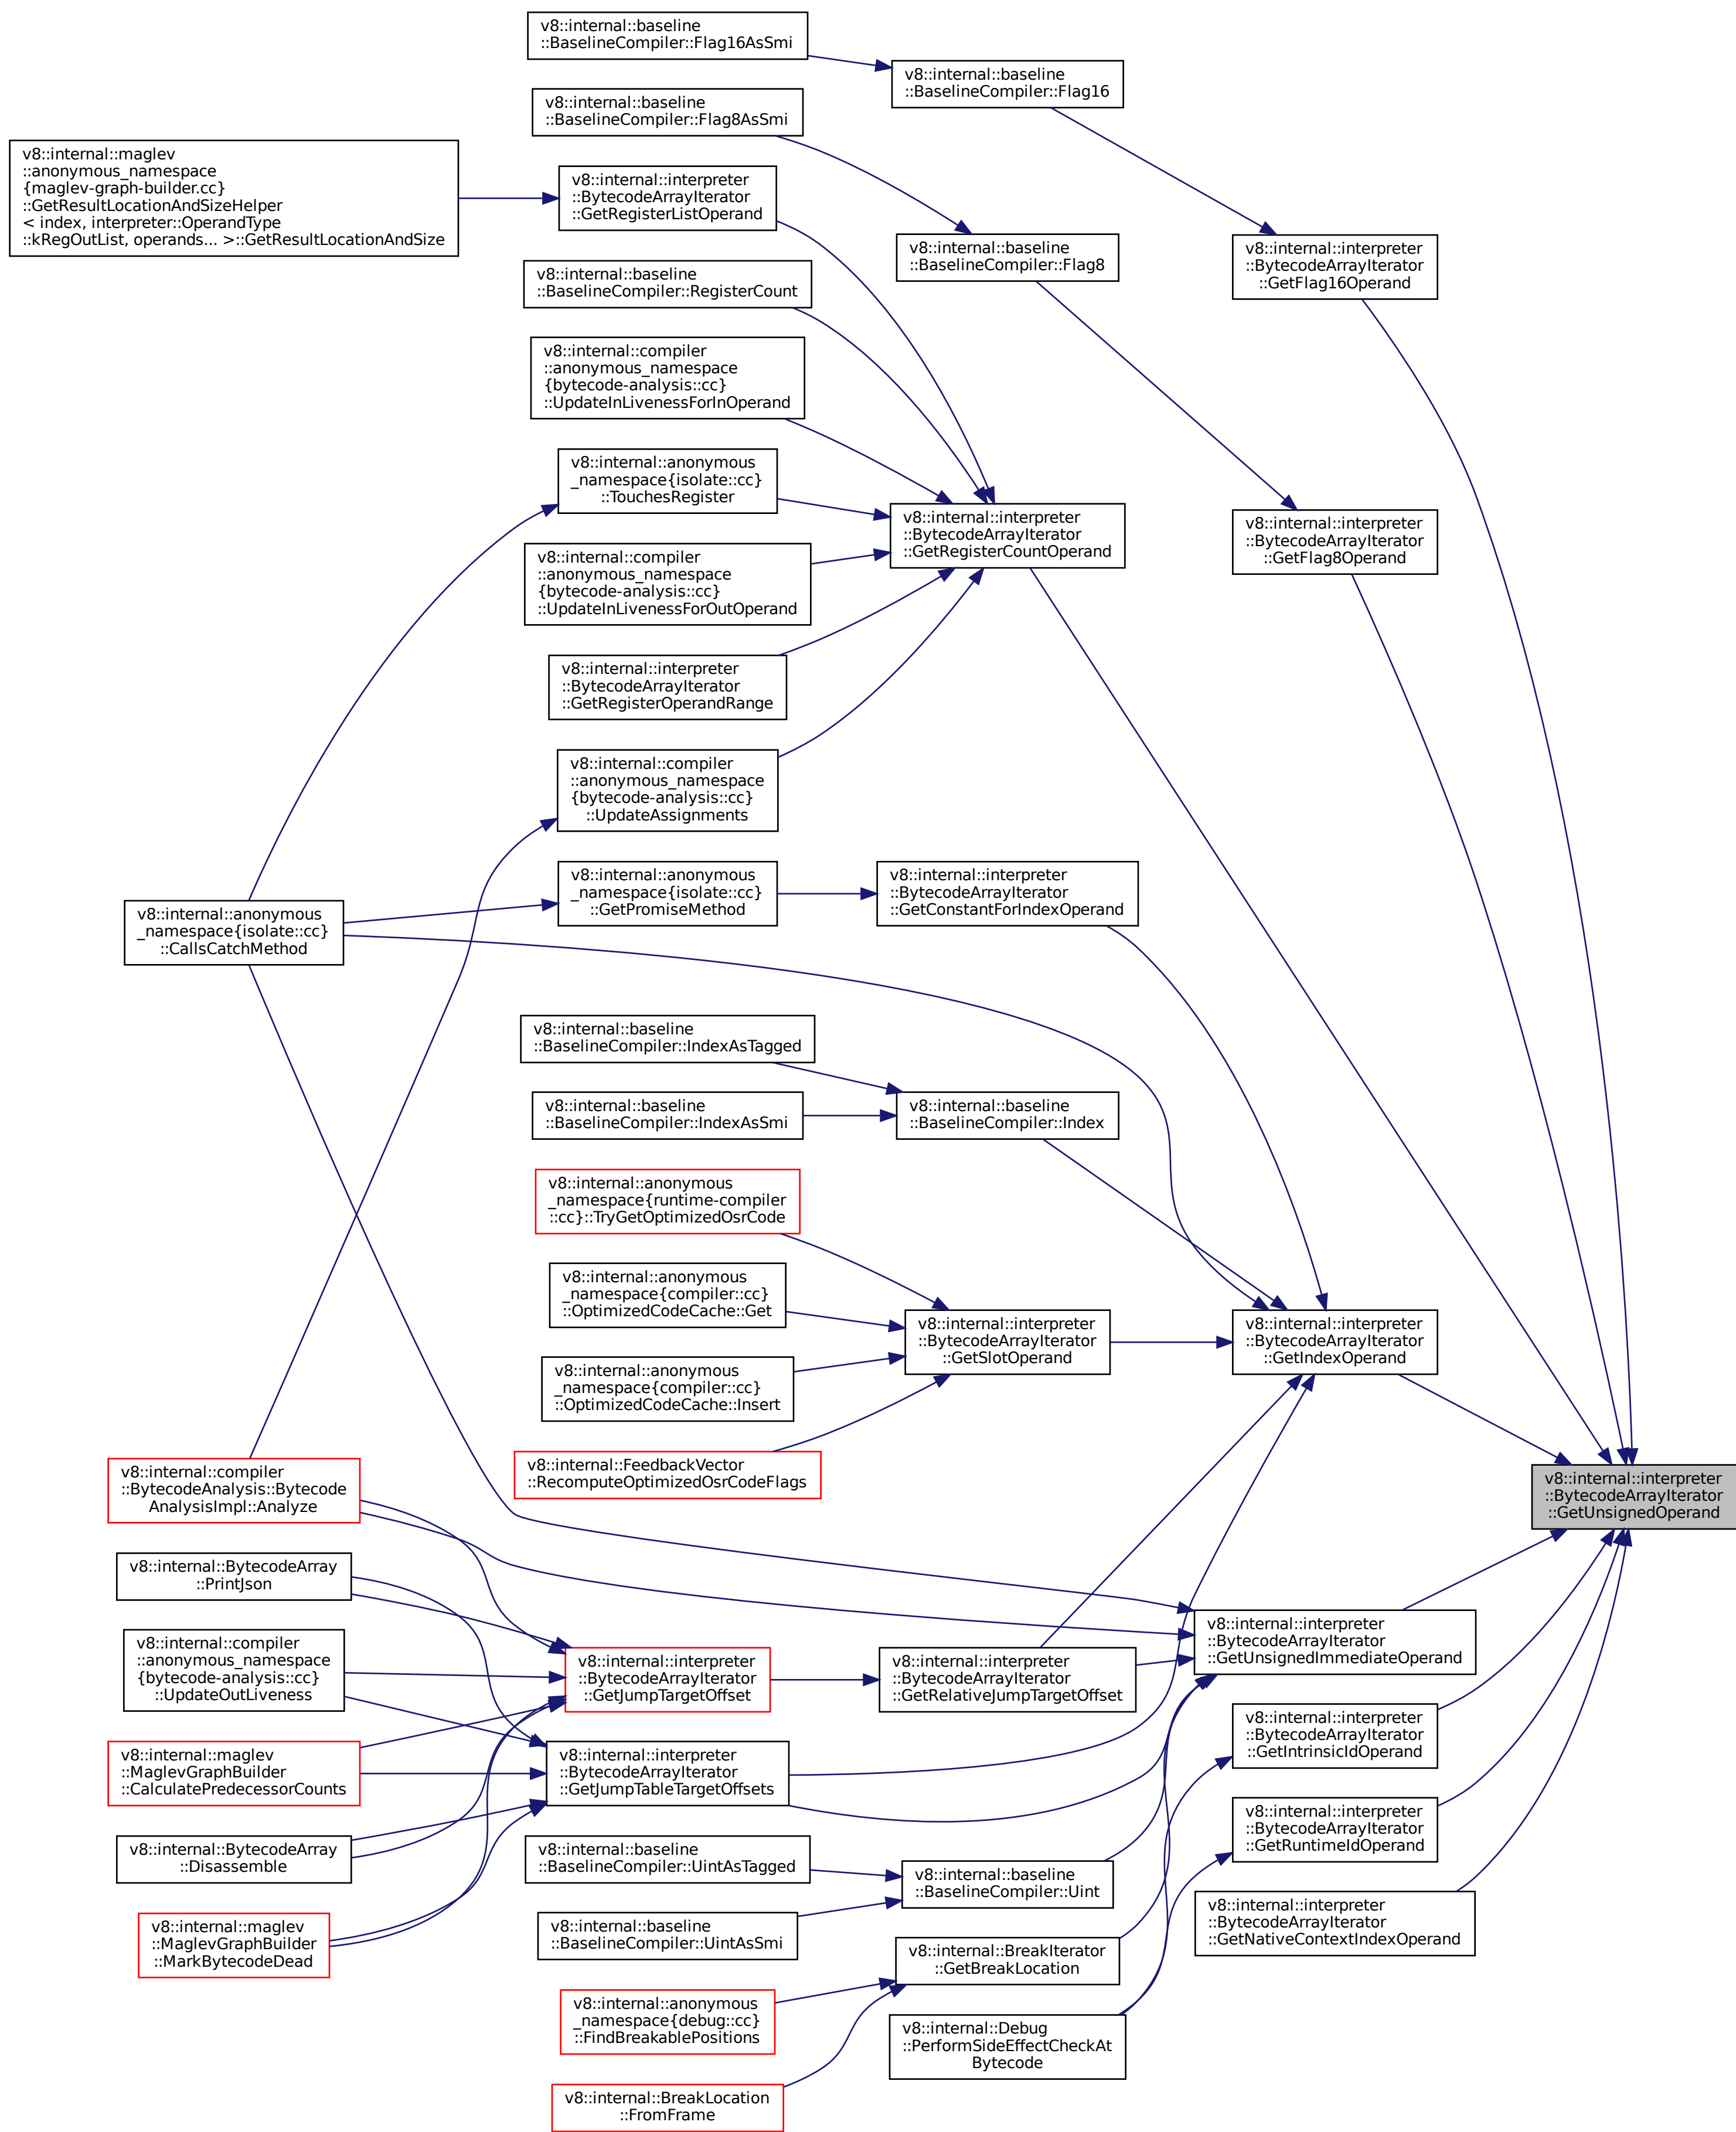 v8::internal::baseline
::BaselineCompiler::Flag16AsSmi
v8::internal::baseline
::BaselineCompiler::Flag16
v8::internal::baseline
::BaselineCompiler::Flag8AsSmi
v8::internal::maglev
::anonymous_namespace
{maglev-graph-builder.cc}
::GetResultLocationAndSizeHelper
< index, interpreter::OperandType
::kRegOutList, operands... >::GetResultLocationAndSize
v8::internal::interpreter
::BytecodeArrayIterator
::GetRegisterListOperand
v8::internal::baseline
::BaselineCompiler::Flag8
v8::internal::interpreter
::BytecodeArrayIterator
::GetFlag16Operand
v8::internal::baseline
::BaselineCompiler::RegisterCount
v8::internal::compiler
::anonymous_namespace
{bytecode-analysis::cc}
::UpdateInLivenessForInOperand
v8::internal::anonymous
_namespace{isolate::cc}
::TouchesRegister
v8::internal::interpreter
::BytecodeArrayIterator
::GetRegisterCountOperand
v8::internal::interpreter
::BytecodeArrayIterator
::GetFlag8Operand
v8::internal::compiler
::anonymous_namespace
{bytecode-analysis::cc}
::UpdateInLivenessForOutOperand
v8::internal::interpreter
::BytecodeArrayIterator
::GetRegisterOperandRange
v8::internal::compiler
::anonymous_namespace
{bytecode-analysis::cc}
::UpdateAssignments
v8::internal::anonymous
_namespace{isolate::cc}
::GetPromiseMethod
v8::internal::interpreter
::BytecodeArrayIterator
::GetConstantForIndexOperand
v8::internal::anonymous
_namespace{isolate::cc}
::CallsCatchMethod
v8::internal::baseline
::BaselineCompiler::IndexAsTagged
v8::internal::baseline
::BaselineCompiler::IndexAsSmi
v8::internal::baseline
::BaselineCompiler::Index
v8::internal::anonymous
_namespace{runtime-compiler
::cc}::TryGetOptimizedOsrCode
v8::internal::anonymous
_namespace{compiler::cc}
::OptimizedCodeCache::Get
v8::internal::interpreter
::BytecodeArrayIterator
::GetSlotOperand
v8::internal::interpreter
::BytecodeArrayIterator
::GetIndexOperand
v8::internal::anonymous
_namespace{compiler::cc}
::OptimizedCodeCache::Insert
v8::internal::FeedbackVector
::RecomputeOptimizedOsrCodeFlags
v8::internal::compiler
::BytecodeAnalysis::Bytecode
AnalysisImpl::Analyze
v8::internal::interpreter
::BytecodeArrayIterator
::GetUnsignedOperand
v8::internal::BytecodeArray
::PrintJson
v8::internal::compiler
::anonymous_namespace
{bytecode-analysis::cc}
::UpdateOutLiveness
v8::internal::interpreter
::BytecodeArrayIterator
::GetJumpTargetOffset
v8::internal::interpreter
::BytecodeArrayIterator
::GetRelativeJumpTargetOffset
v8::internal::interpreter
::BytecodeArrayIterator
::GetUnsignedImmediateOperand
v8::internal::maglev
::MaglevGraphBuilder
::CalculatePredecessorCounts
v8::internal::interpreter
::BytecodeArrayIterator
::GetJumpTableTargetOffsets
v8::internal::interpreter
::BytecodeArrayIterator
::GetIntrinsicIdOperand
v8::internal::BytecodeArray
::Disassemble
v8::internal::baseline
::BaselineCompiler::UintAsTagged
v8::internal::baseline
::BaselineCompiler::Uint
v8::internal::interpreter
::BytecodeArrayIterator
::GetRuntimeIdOperand
v8::internal::maglev
::MaglevGraphBuilder
::MarkBytecodeDead
v8::internal::baseline
::BaselineCompiler::UintAsSmi
v8::internal::BreakIterator
::GetBreakLocation
v8::internal::interpreter
::BytecodeArrayIterator
::GetNativeContextIndexOperand
v8::internal::anonymous
_namespace{debug::cc}
::FindBreakablePositions
v8::internal::Debug
::PerformSideEffectCheckAt
Bytecode
v8::internal::BreakLocation
::FromFrame